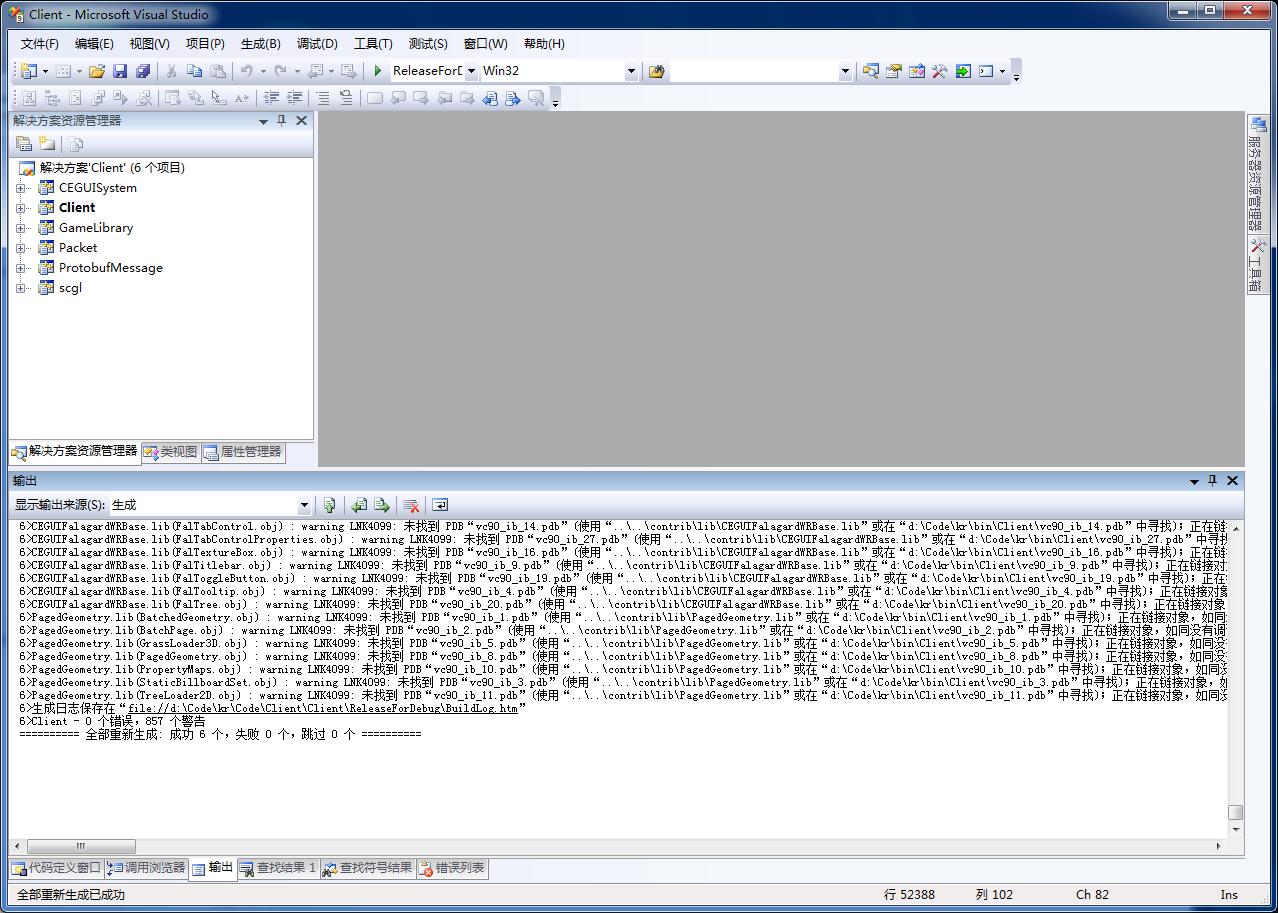 Client - Microsoft Visual Studio
文件(F) 编辑(E) 视图(V) 项目(P) 生成(B) 调试(D) 工具(T) 测试(S) 窗口(W) 帮助(H)
ReleaseForD Win32
解决方案资源管理器
解决方案'Client' (6 个项目)
CEGUISystem
Client
GameLibrary
Packet
ProtobufMessage
scgl
服务器资源管理器
工具箱
解决方案资源管理器 类视图 属性管理器
输出
显示输出来源(S): 生成
6>CEGUIFalagardWRBase.lib(FalTabControl.obj) : warning LNK4099: 未找到 PDB“vc90_ib_14.pdb”(使用“..\..\contrib\lib\CEGUIFalagardWRBase.lib”或在“d:\Code\kr\bin\Client\vc90_ib_14.pdb”中寻找)；正在链
6>CEGUIFalagardWRBase.lib(FalTabControlProperties.obj) : warning LNK4099: 未找到 PDB“vc90_ib_27.pdb”(使用“..\..\contrib\lib\CEGUIFalagardWRBase.lib”或在“d:\Code\kr\bin\Client\vc90_ib_27.pdb”中寻
6>CEGUIFalagardWRBase.lib(FalTextureBox.obj) : warning LNK4099: 未找到 PDB“vc90_ib_16.pdb”(使用“..\..\contrib\lib\CEGUIFalagardWRBase.lib”或在“d:\Code\kr\bin\Client\vc90_ib_16.pdb”中寻找)；正在链
6>CEGUIFalagardWRBase.lib(FalTitlebar.obj) : warning LNK4099: 未找到 PDB“vc90_ib_9.pdb”(使用“..\..\contrib\lib\CEGUIFalagardWRBase.lib”或在“d:\Code\kr\bin\Client\vc90_ib_9.pdb”中寻找)；正在链接对
6>CEGUIFalagardWRBase.lib(FalToggleButton.obj) : warning LNK4099: 未找到 PDB“vc90_ib_19.pdb”(使用“..\..\contrib\lib\CEGUIFalagardWRBase.lib”或在“d:\Code\kr\bin\Client\vc90_ib_19.pdb”中寻找)；正在
6>CEGUIFalagardWRBase.lib(FalTooltip.obj) : warning LNK4099: 未找到 PDB“vc90_ib_4.pdb”(使用“..\..\contrib\lib\CEGUIFalagardWRBase.lib”或在“d:\Code\kr\bin\Client\vc90_ib_4.pdb”中寻找)；正在链接对象
6>CEGUIFalagardWRBase.lib(FalTree.obj) : warning LNK4099: 未找到 PDB“vc90_ib_20.pdb”(使用“..\..\contrib\lib\CEGUIFalagardWRBase.lib”或在“d:\Code\kr\bin\Client\vc90_ib_20.pdb”中寻找)；正在链接对象
6>PagedGeometry.lib(BatchedGeometry.obj) : warning LNK4099: 未找到 PDB“vc90_ib_1.pdb”(使用“..\..\contrib\lib\PagedGeometry.lib”或在“d:\Code\kr\bin\Client\vc90_ib_1.pdb”中寻找)；正在链接对象，如同
6>PagedGeometry.lib(BatchPage.obj) : warning LNK4099: 未找到 PDB“vc90_ib_2.pdb”(使用“..\..\contrib\lib\PagedGeometry.lib”或在“d:\Code\kr\bin\Client\vc90_ib_2.pdb”中寻找)；正在链接对象，如同没有调
6>PagedGeometry.lib(GrassLoader3D.obj) : warning LNK4099: 未找到 PDB“vc90_ib_5.pdb”(使用“..\..\contrib\lib\PagedGeometry.lib”或在“d:\Code\kr\bin\Client\vc90_ib_5.pdb”中寻找)；正在链接对象，如同没
6>PagedGeometry.lib(PagedGeometry.obj) : warning LNK4099: 未找到 PDB“vc90_ib_8.pdb”(使用“..\..\contrib\lib\PagedGeometry.lib”或在“d:\Code\kr\bin\Client\vc90_ib_8.pdb”中寻找)；正在链接对象，如同没
6>PagedGeometry.lib(PropertyMaps.obj) : warning LNK4099: 未找到 PDB“vc90_ib_10.pdb”(使用“..\..\contrib\lib\PagedGeometry.lib”或在“d:\Code\kr\bin\Client\vc90_ib_10.pdb”中寻找)；正在链接对象，如同
6>PagedGeometry.lib(StaticBillboardSet.obj) : warning LNK4099: 未找到 PDB“vc90_ib_3.pdb”(使用“..\..\contrib\lib\PagedGeometry.lib”或在“d:\Code\kr\bin\Client\vc90_ib_3.pdb”中寻找)；正在链接对象，如
6>PagedGeometry.lib(TreeLoader2D.obj) : warning LNK4099: 未找到 PDB“vc90_ib_11.pdb”(使用“..\..\contrib\lib\PagedGeometry.lib”或在“d:\Code\kr\bin\Client\vc90_ib_11.pdb”中寻找)；正在链接对象，如同没
6>生成日志保存在“file://d:\Code\kr\Code\Client\Client\ReleaseForDebug\BuildLog.htm”
6>Client - 0 个错误，857 个警告
========== 全部重新生成: 成功 6 个，失败 0 个，跳过 0 个 ==========
代码定义窗口 调用浏览器 输出 查找结果 1 查找符号结果 错误列表
全部重新生成已成功 行 52388 列 102 Ch 82 Ins